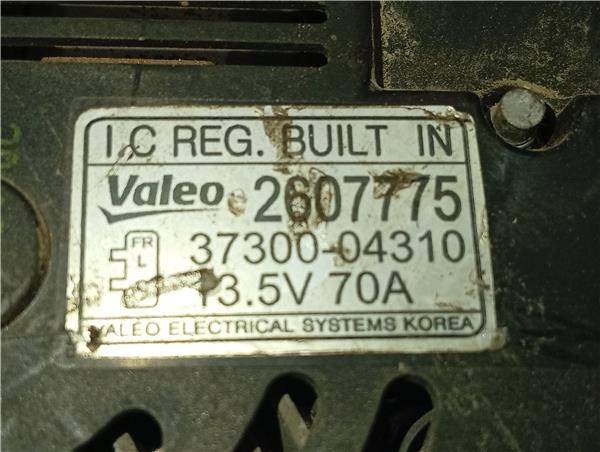 I.C REG. BUILT IN
Valeo 2607775
FR 37300-04310
L
13.5V 70A
VALEO ELECTRICAL SYSTEMS KOREA